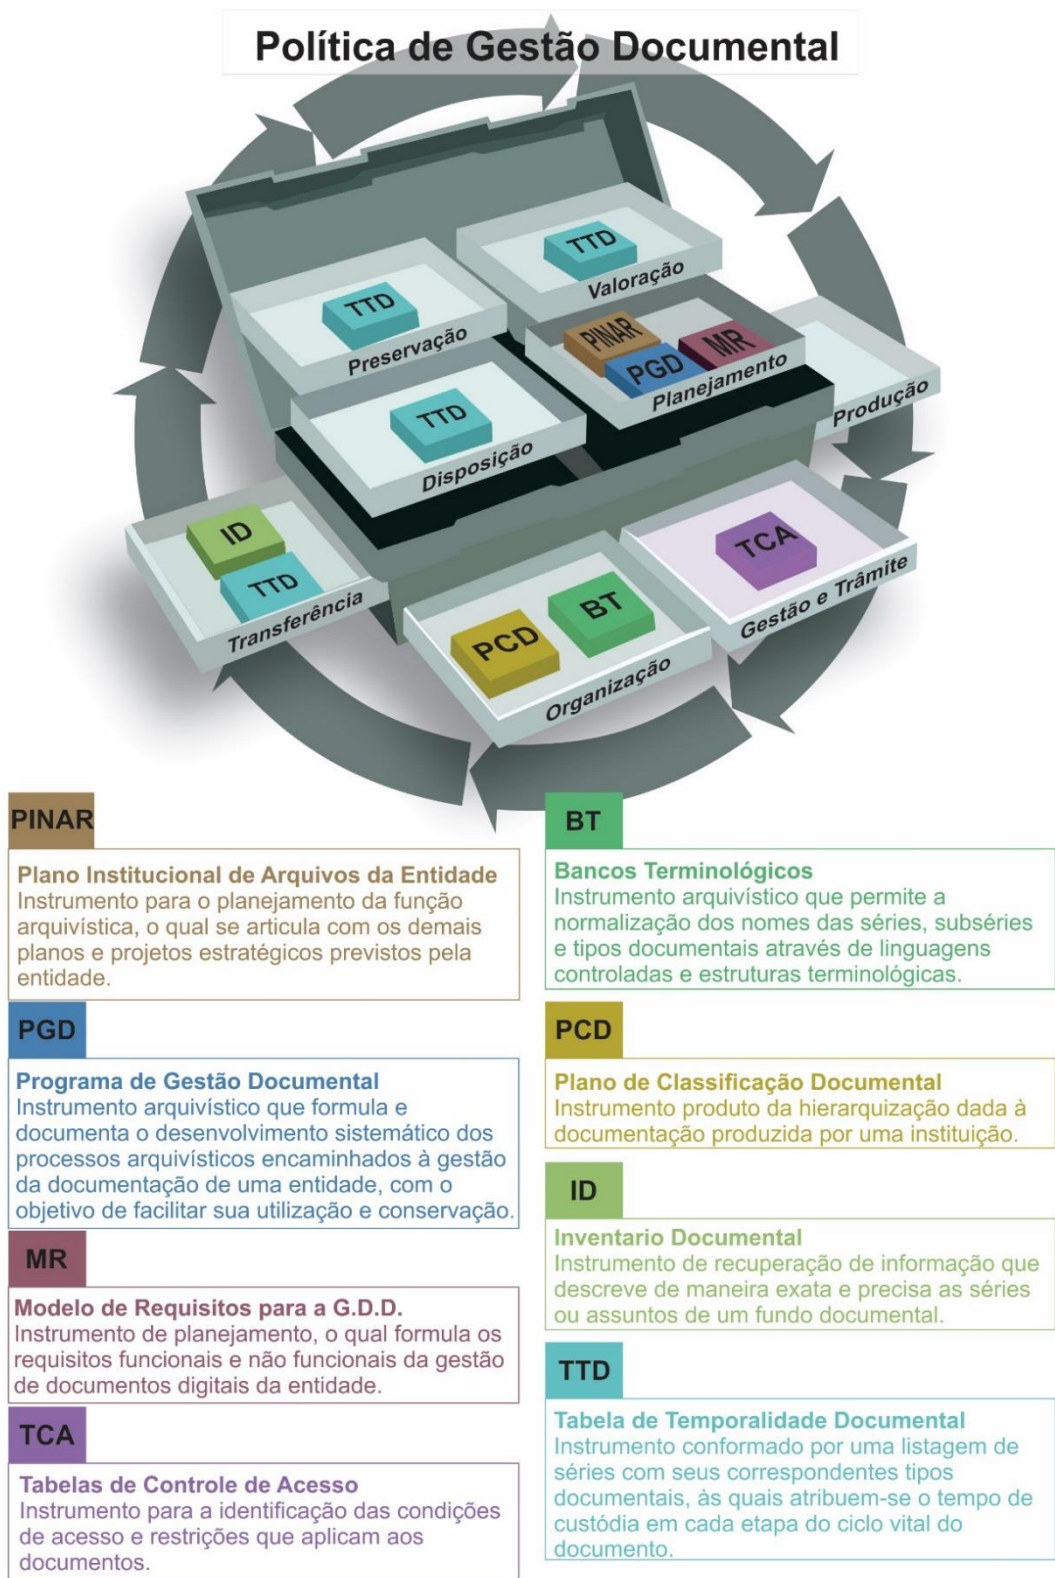 Política de Gestão Documental
TTD
Valoração
TTD
Preservação
PINAR
PGD
MR
Planejamento
Produção
TTD
Disposição
ID
TTD
Transferência
PCD
BT
Organização
TCA
Gestão e Trâmite
PINAR
Plano Institucional de Arquivos da Entidade
Instrumento para o planejamento da função
arquivística, o qual se articula com os demais
planos e projetos estratégicos previstos pela
entidade.
PGD
Programa de Gestão Documental
Instrumento arquivístico que formula e
documenta o desenvolvimento sistemático dos
processos arquivísticos encaminhados à gestão
da documentação de uma entidade, com o
objetivo de facilitar sua utilização e conservação.
MR
Modelo de Requisitos para a G.D.D.
Instrumento de planejamento, o qual formula os
requisitos funcionais e não funcionais da gestão
de documentos digitais da entidade.
TCA
Tabelas de Controle de Acesso
Instrumento para a identificação das condições
de acesso e restrições que aplicam aos
documentos.
BT
Bancos Terminológicos
Instrumento arquivístico que permite a
normalização dos nomes das séries, subséries
e tipos documentais através de linguagens
controladas e estruturas terminológicas.
PCD
Plano de Classificação Documental
Instrumento produto da hierarquização dada à
documentação produzida por uma instituição.
ID
Inventario Documental
Instrumento de recuperação de informação que
descreve de maneira exata e precisa as séries
ou assuntos de um fundo documental.
TTD
Tabela de Temporalidade Documental
Instrumento conformado por uma listagem de
séries com seus correspondentes tipos
documentais, às quais atribuem-se o tempo de
custódia em cada etapa do ciclo vital do
documento.